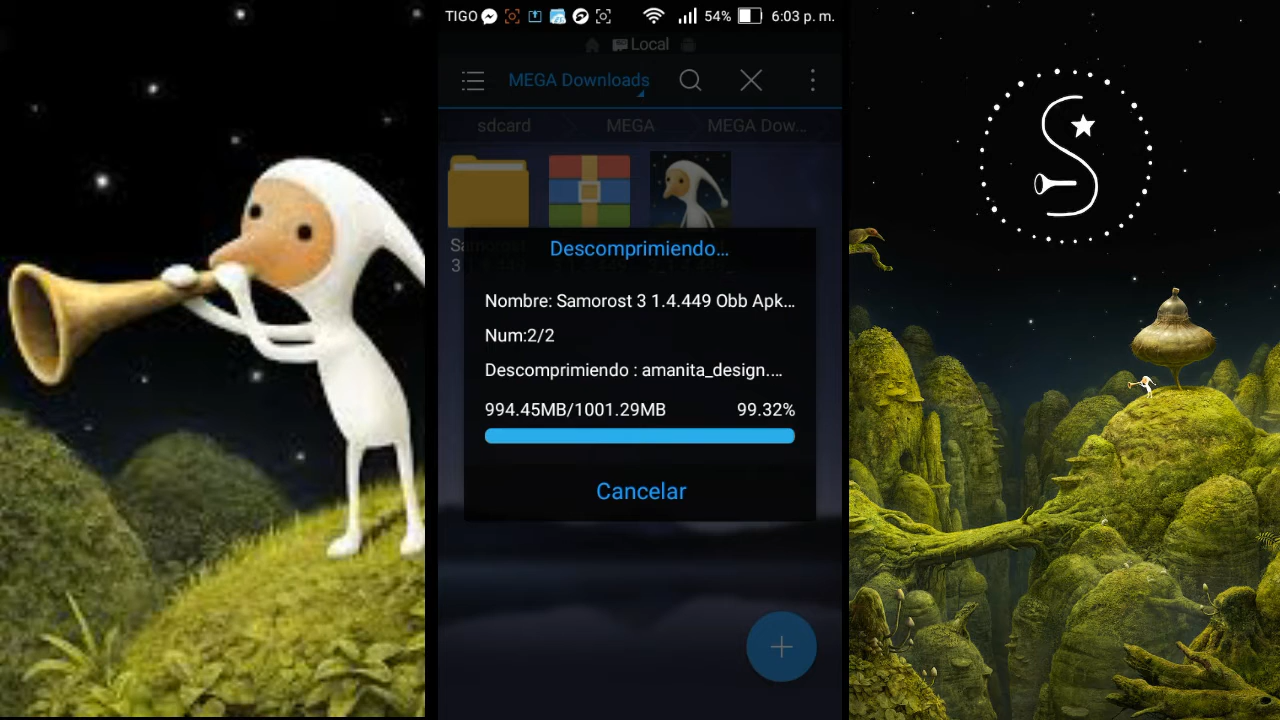 TIGO 54% 6:03 p. m.
Local
MEGA Downloads
sdcard MEGA MEGA Dow...
Descomprimiendo...
Nombre: Samorost 3 1.4.449 Obb Apk...
Num:2/2
Descomprimiendo : amanita_design....
994.45MB/1001.29MB 99.32%
Cancelar
S